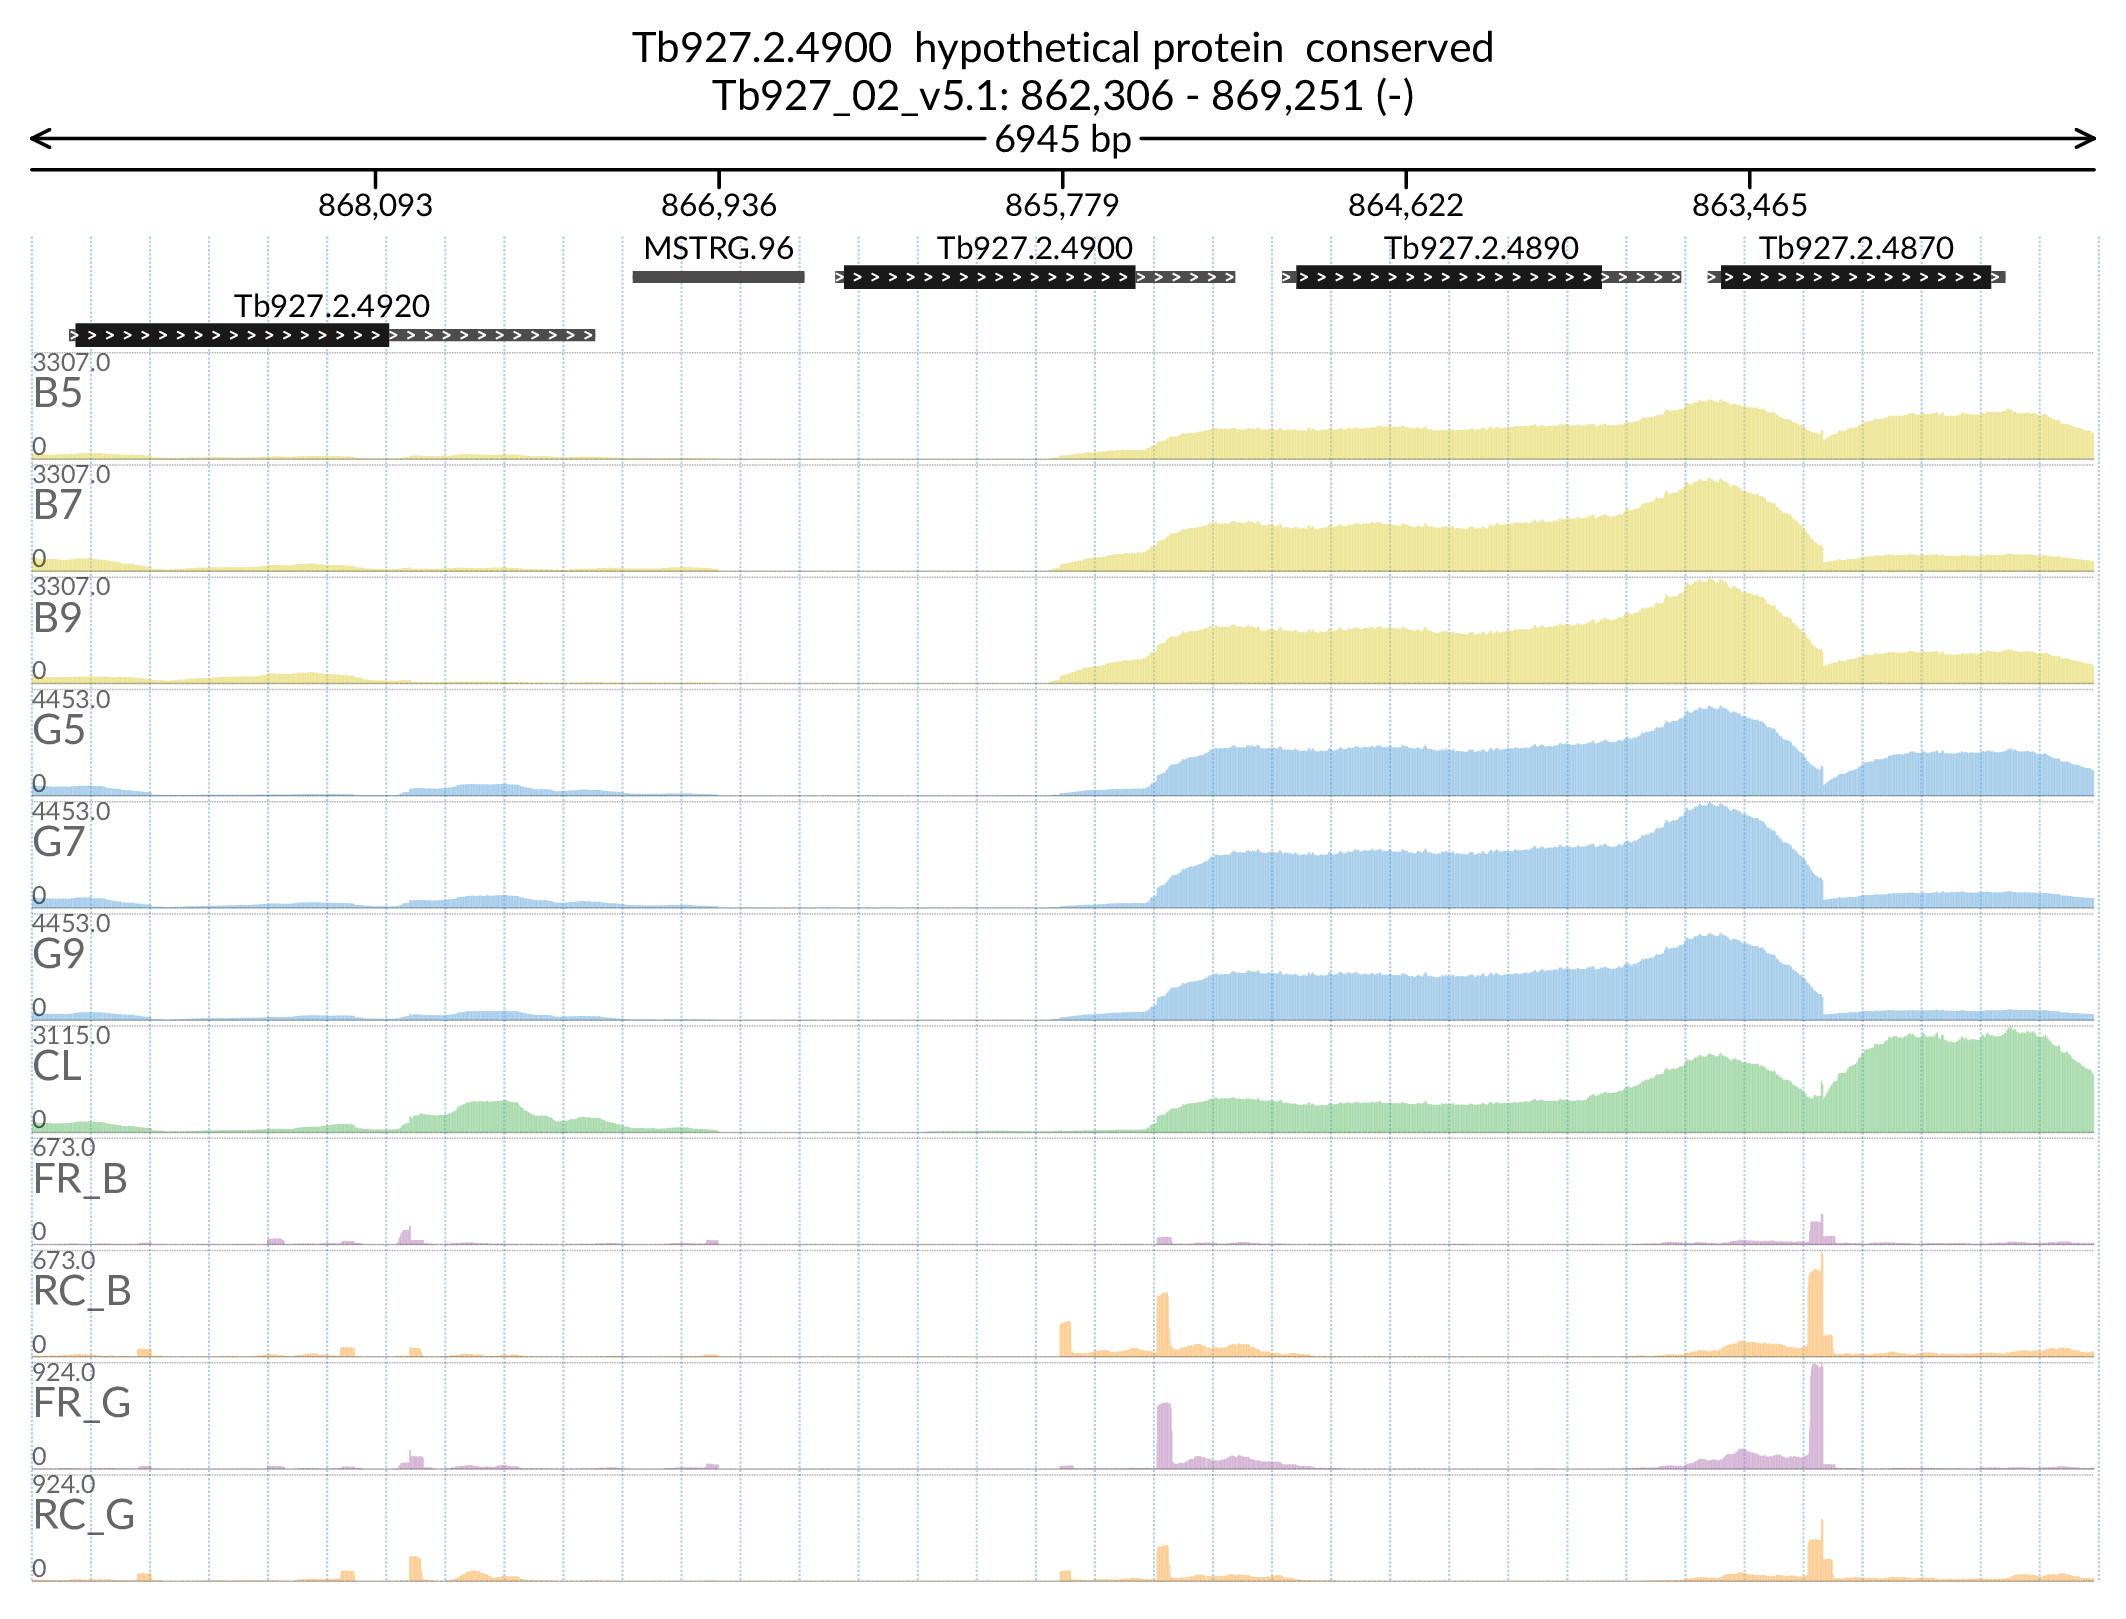 Tb927.2.4900 hypothetical protein conserved
Tb927_02_v5.1: 862,306 - 869,251 (-)
6945 bp
868,093 866,936 865,779 864,622 863,465
MSTRG.96 Tb927.2.4900 Tb927.2.4890 Tb927.2.4870
Tb927.2.4920
3307.0
B5
0
3307.0
B7
0
3307.0
B9
0
4453.0
G5
0
4453.0
G7
0
4453.0
G9
0
3115.0
CL
0
673.0
FR_B
0
673.0
RC_B
0
924.0
FR_G
0
924.0
RC_G
0